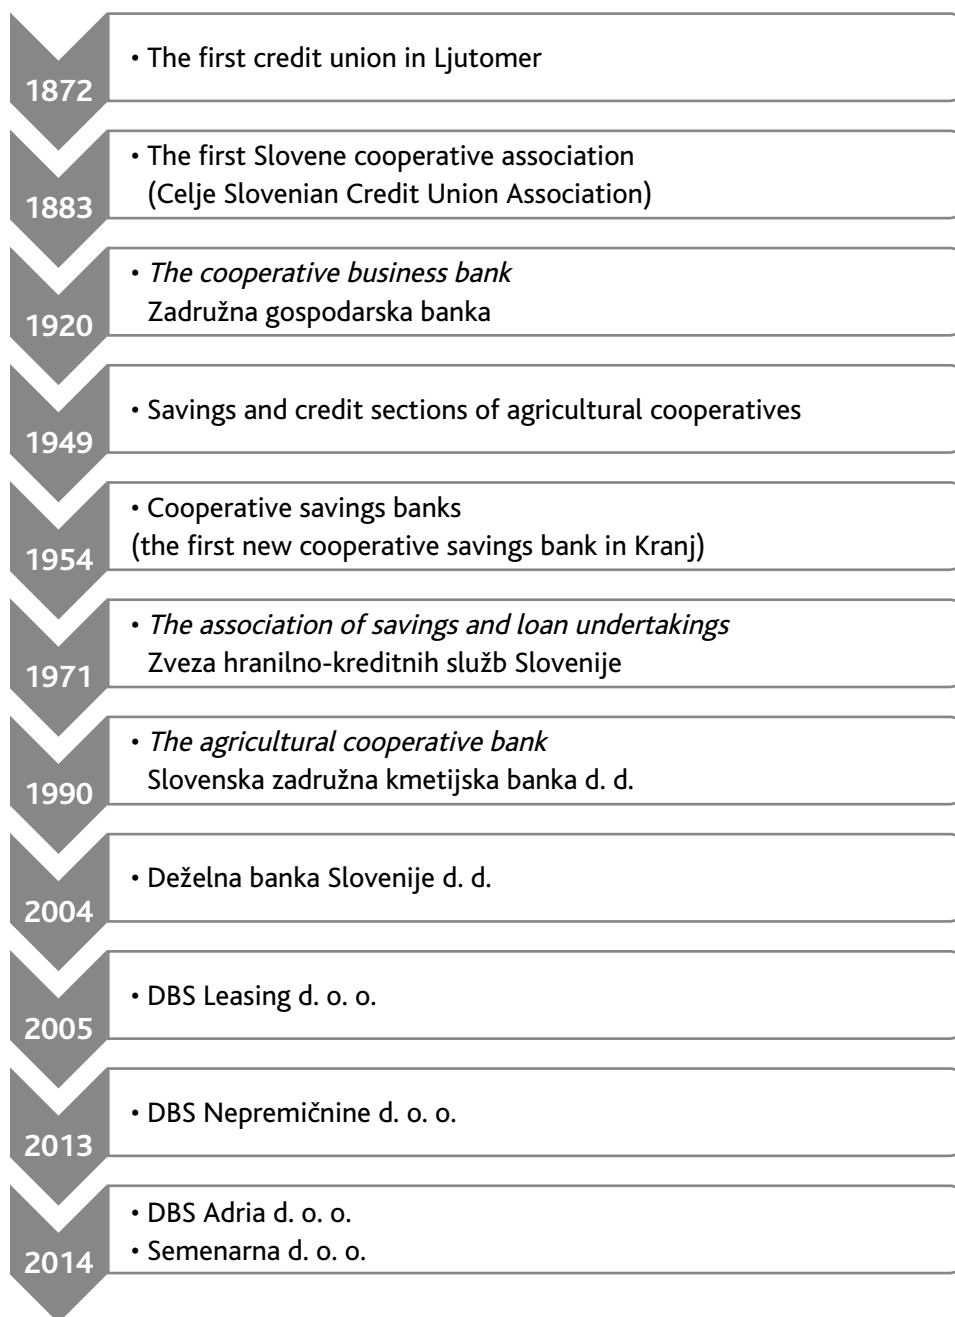 1872
• The first credit union in Ljutomer
1883
• The first Slovene cooperative association
(Celje Slovenian Credit Union Association)
1920
• The cooperative business bank
Zadružna gospodarska banka
1949
• Savings and credit sections of agricultural cooperatives
1954
• Cooperative savings banks
(the first new cooperative savings bank in Kranj)
1971
• The association of savings and loan undertakings
Zveza hranilno-kreditnih služb Slovenije
1990
• The agricultural cooperative bank
Slovenska zadružna kmetijska banka d. d.
2004
• Deželna banka Slovenije d. d.
2005
• DBS Leasing d. o. o.
2013
• DBS Nepremičnine d. o. o.
2014
• DBS Adria d. o. o.
• Semenarna d. o. o.